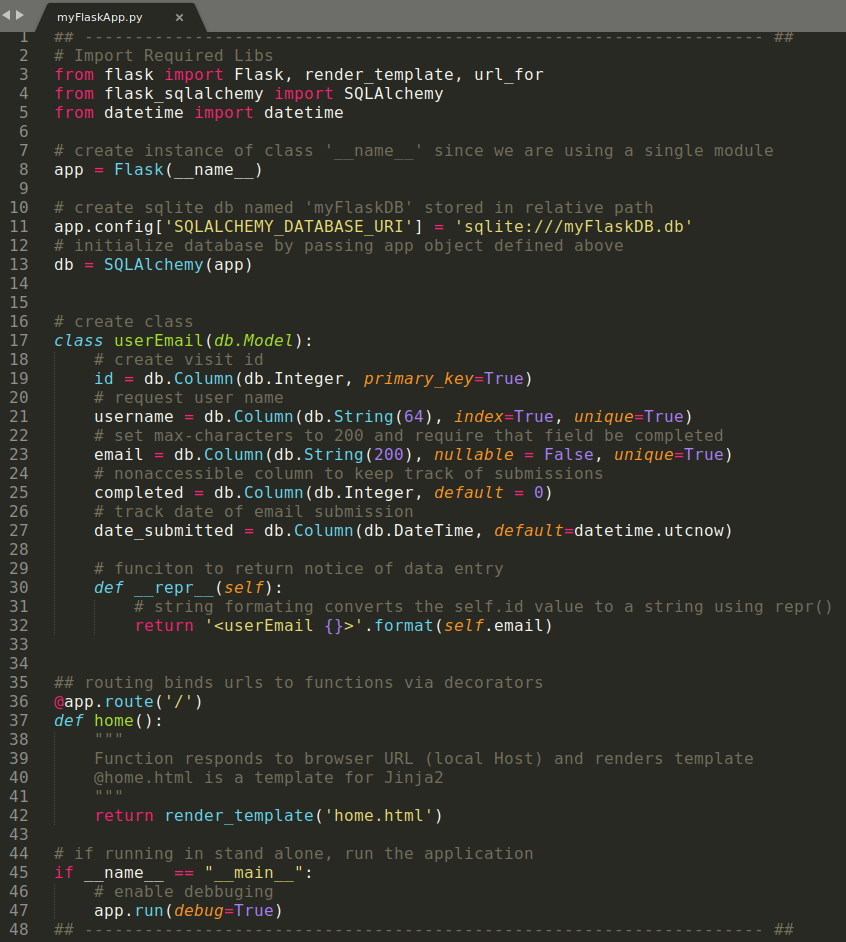 myFlaskApp.py ×
1 ## -------------------------------------------------------------------- ##
2 # Import Required Libs
3 from flask import Flask, render_template, url_for
4 from flask_sqlalchemy import SQLAlchemy
5 from datetime import datetime
6
7 # create instance of class '__name__' since we are using a single module
8 app = Flask(__name__)
9
10 # create sqlite db named 'myFlaskDB' stored in relative path
11 app.config['SQLALCHEMY_DATABASE_URI'] = 'sqlite:///myFlaskDB.db'
12 # initialize database by passing app object defined above
13 db = SQLAlchemy(app)
14
15
16 # create class
17 class userEmail(db.Model):
18     # create visit id
19     id = db.Column(db.Integer, primary_key=True)
20     # request user name
21     username = db.Column(db.String(64), index=True, unique=True)
22     # set max-characters to 200 and require that field be completed
23     email = db.Column(db.String(200), nullable = False, unique=True)
24     # nonaccessible column to keep track of submissions
25     completed = db.Column(db.Integer, default = 0)
26     # track date of email submission
27     date_submitted = db.Column(db.DateTime, default=datetime.utcnow)
28
29     # funciton to return notice of data entry
30     def __repr__(self):
31         # string formating converts the self.id value to a string using repr()
32         return '<userEmail {}>'.format(self.email)
33
34
35 ## routing binds urls to functions via decorators
36 @app.route('/')
37 def home():
38     """
39     Function responds to browser URL (local Host) and renders template
40     @home.html is a template for Jinja2
41     """
42     return render_template('home.html')
43
44 # if running in stand alone, run the application
45 if __name__ == "__main__":
46     # enable debbuging
47     app.run(debug=True)
48 ## -------------------------------------------------------------------- ##